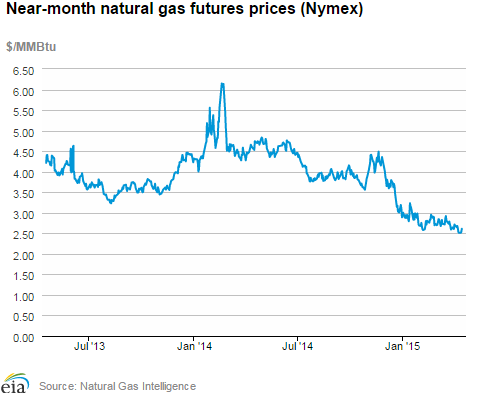 Near-month natural gas futures prices (Nymex)
$/MMBtu
6.50
6.00
5.50
5.00
4.50
4.00
3.50
3.00
2.50
2.00
1.50
1.00
0.50
0.00
Jul '13
Jan '14
Jul '14
Jan '15
eia
Source: Natural Gas Intelligence